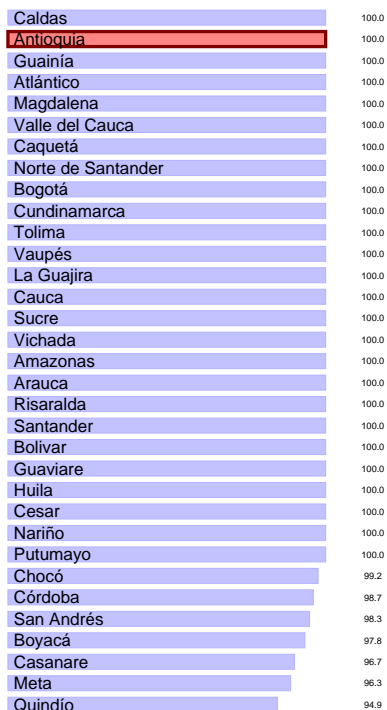 Caldas 100.0
Antioquia 100.0
Guainía 100.0
Atlántico 100.0
Magdalena 100.0
Valle del Cauca 100.0
Caquetá 100.0
Norte de Santander 100.0
Bogotá 100.0
Cundinamarca 100.0
Tolima 100.0
Vaupés 100.0
La Guajira 100.0
Cauca 100.0
Sucre 100.0
Vichada 100.0
Amazonas 100.0
Arauca 100.0
Risaralda 100.0
Santander 100.0
Bolivar 100.0
Guaviare 100.0
Huila 100.0
Cesar 100.0
Nariño 100.0
Putumayo 100.0
Chocó 99.2
Córdoba 98.7
San Andrés 98.3
Boyacá 97.8
Casanare 96.7
Meta 96.3
Quindío 94.9